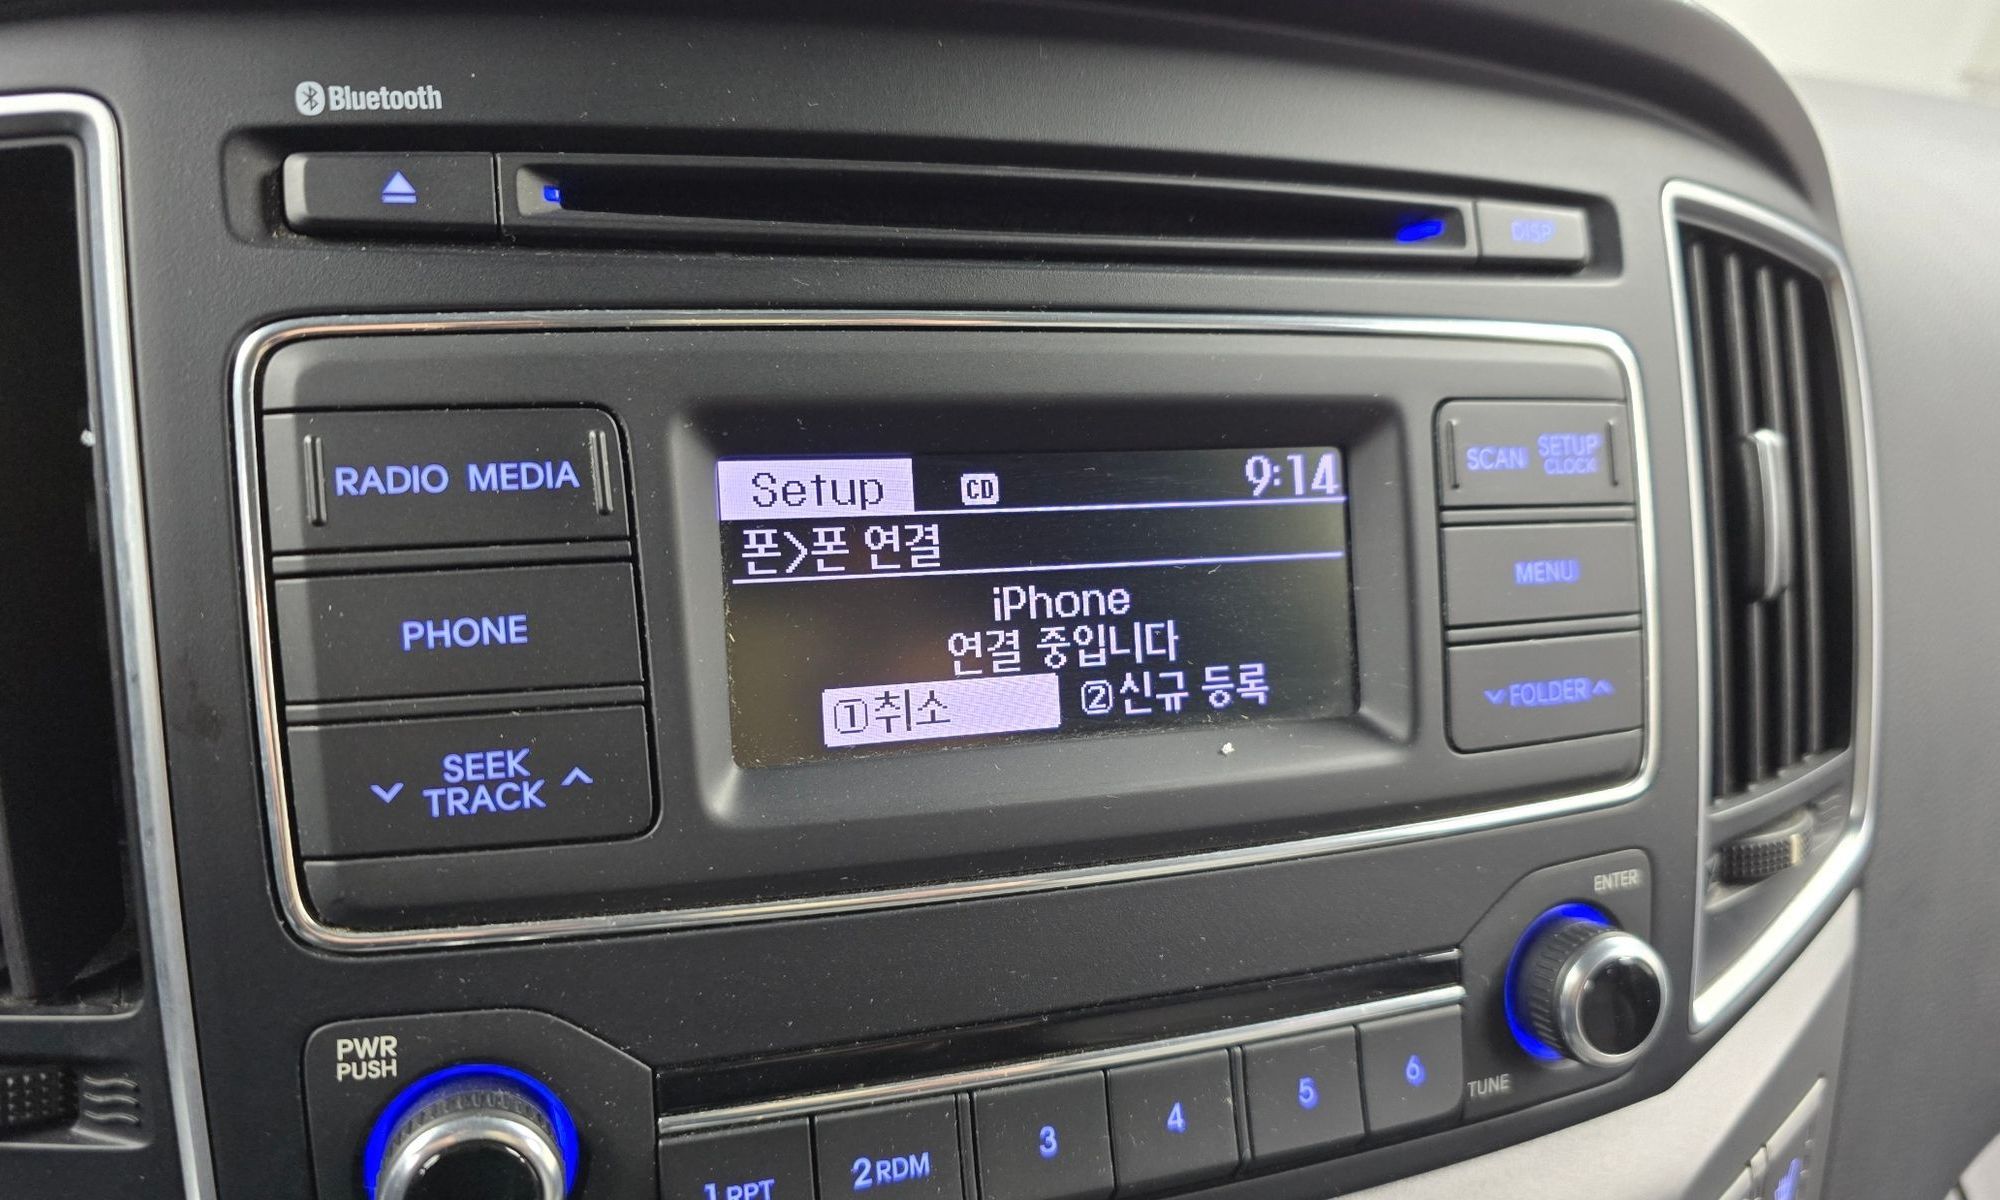 Bluetooth
DISP
RADIO MEDIA
SCAN SETUP
CLOCK
Setup CD 9:14
폰>폰 연결
iPhone
연결 중입니다
①취소 ②신규 등록
PHONE
MENU
SEEK
TRACK
FOLDER
ENTER
PWR
PUSH
TUNE
1 RPT
2 RDM
3
4
5
6